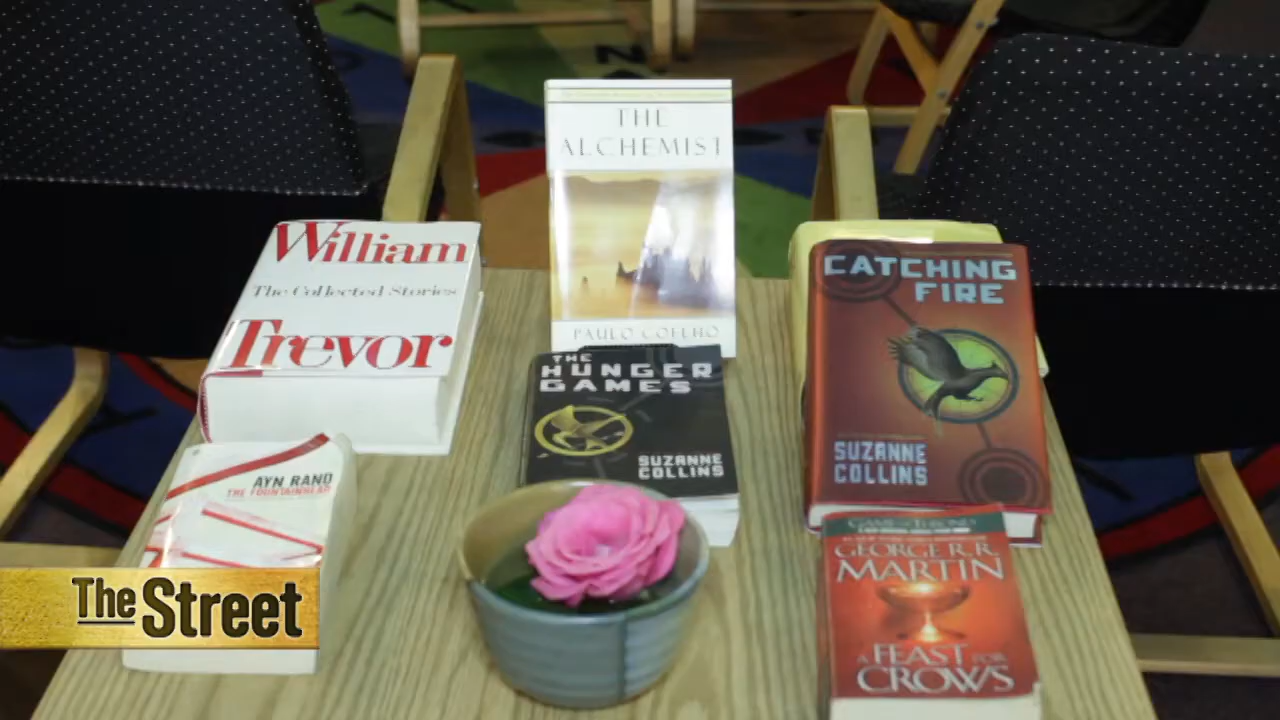 THE
ALCHEMIST
PAULO COELHO
William
The Collected Stories
Trevor
THE
HUNGER
GAMES
SUZANNE
COLLINS
CATCHING
FIRE
SUZANNE
COLLINS
AYN RAND
THE FOUNTAINHEAD
GAME OF THRONES
GEORGE R. R.
MARTIN
A FEAST FOR
CROWS
The Street
N